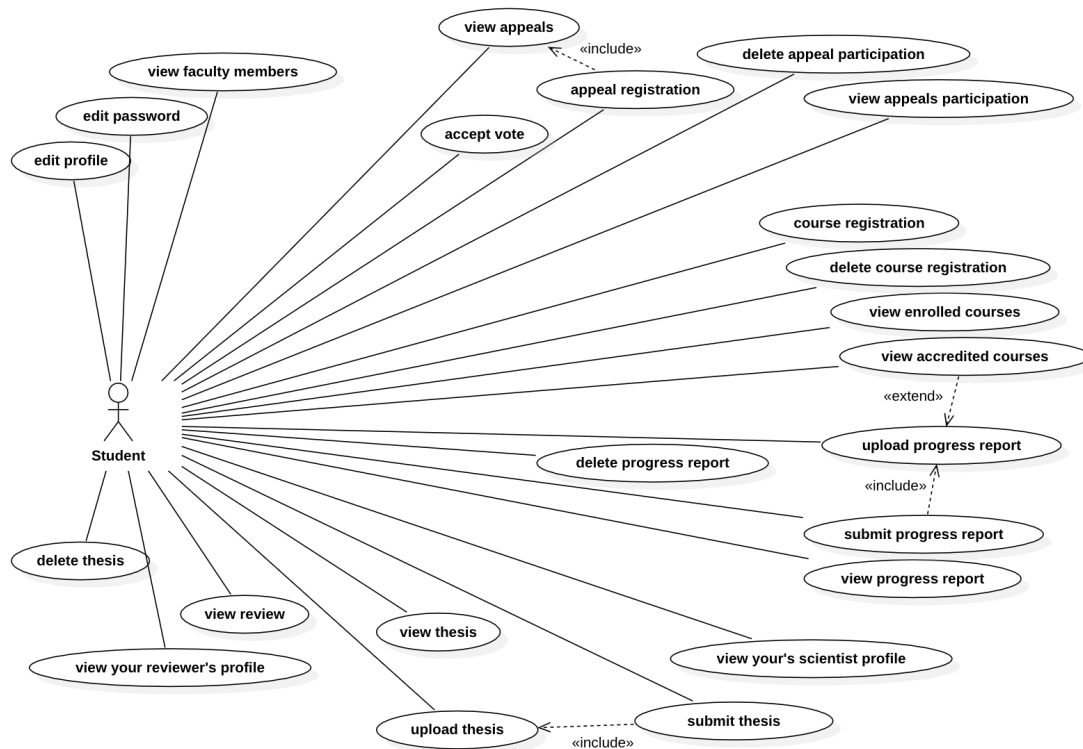 view appeals
«include»
delete appeal participation
view faculty members
appeal registration
view appeals participation
edit password
accept vote
edit profile
course registration
delete course registration
view enrolled courses
view accredited courses
«extend»
Student
upload progress report
delete progress report
«include»
submit progress report
delete thesis
view progress report
view review
view thesis
view your's scientist profile
view your reviewer's profile
submit thesis
upload thesis
«include»